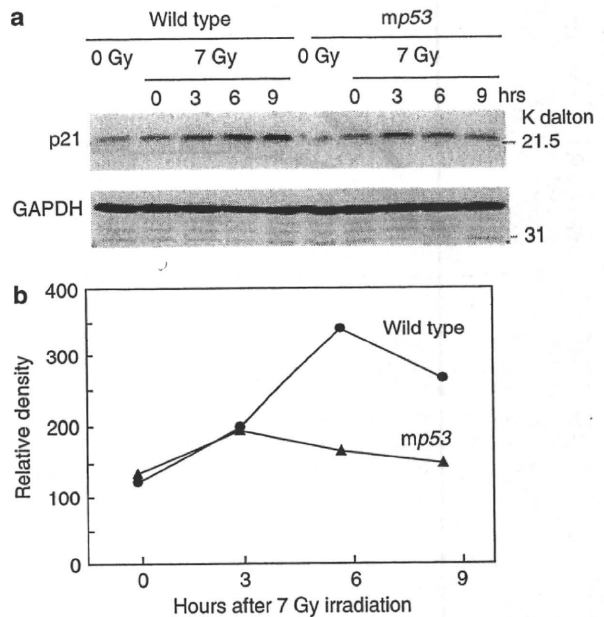 a
Wild type mp53
0 Gy 7 Gy 0 Gy 7 Gy
0 3 6 9 0 3 6 9 hrs
K dalton
p21
21.5
GAPDH
31
b
400
300
200
100
0
Relative density
Wild type
mp53
0 3 6 9
Hours after 7 Gy irradiation